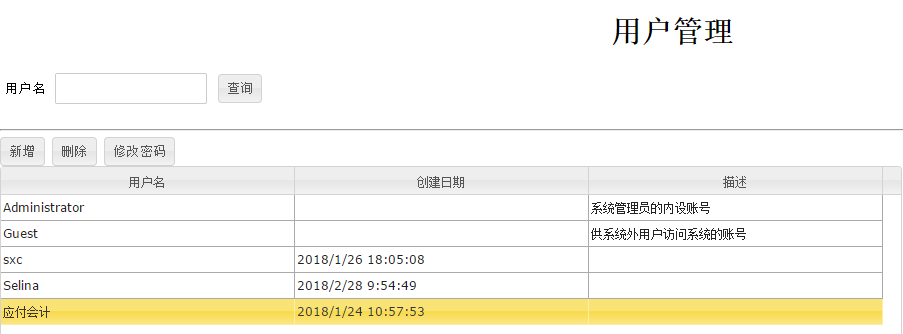 用户管理
用户名 查询
新增 删除 修改密码
用户名 创建日期 描述
Administrator 系统管理员的内设账号
Guest 供系统外用户访问系统的账号
sxc 2018/1/26 18:05:08
Selina 2018/2/28 9:54:49
应付会计 2018/1/24 10:57:53